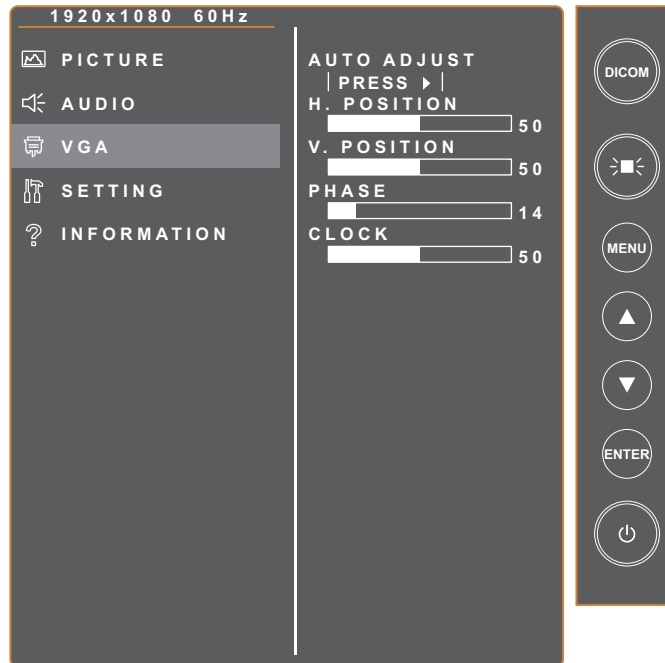 1920x1080 60Hz
PICTURE
AUDIO
VGA
SETTING
INFORMATION
AUTO ADJUST
PRESS
H. POSITION
50
V. POSITION
50
PHASE
14
CLOCK
50
DICOM
MENU
ENTER